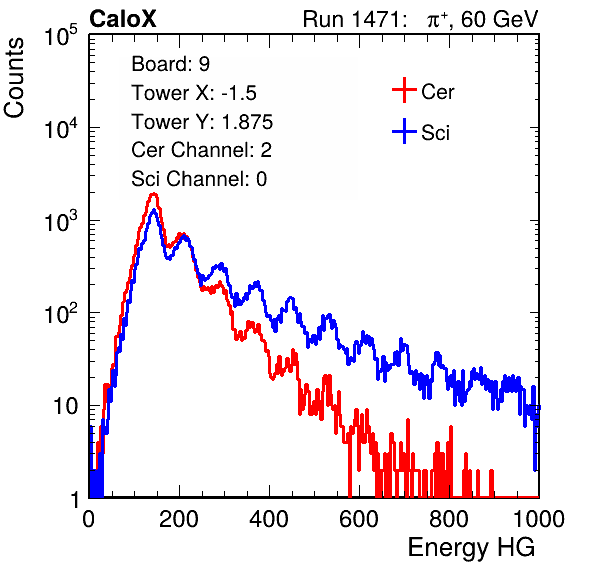 CaloX Run 1471: π⁺, 60 GeV
Board: 9
Tower X: -1.5
Tower Y: 1.875
Cer Channel: 2
Sci Channel: 0
Cer
Sci
Counts
10⁵
10⁴
10³
10²
10
1
0 200 400 600 800 1000
Energy HG